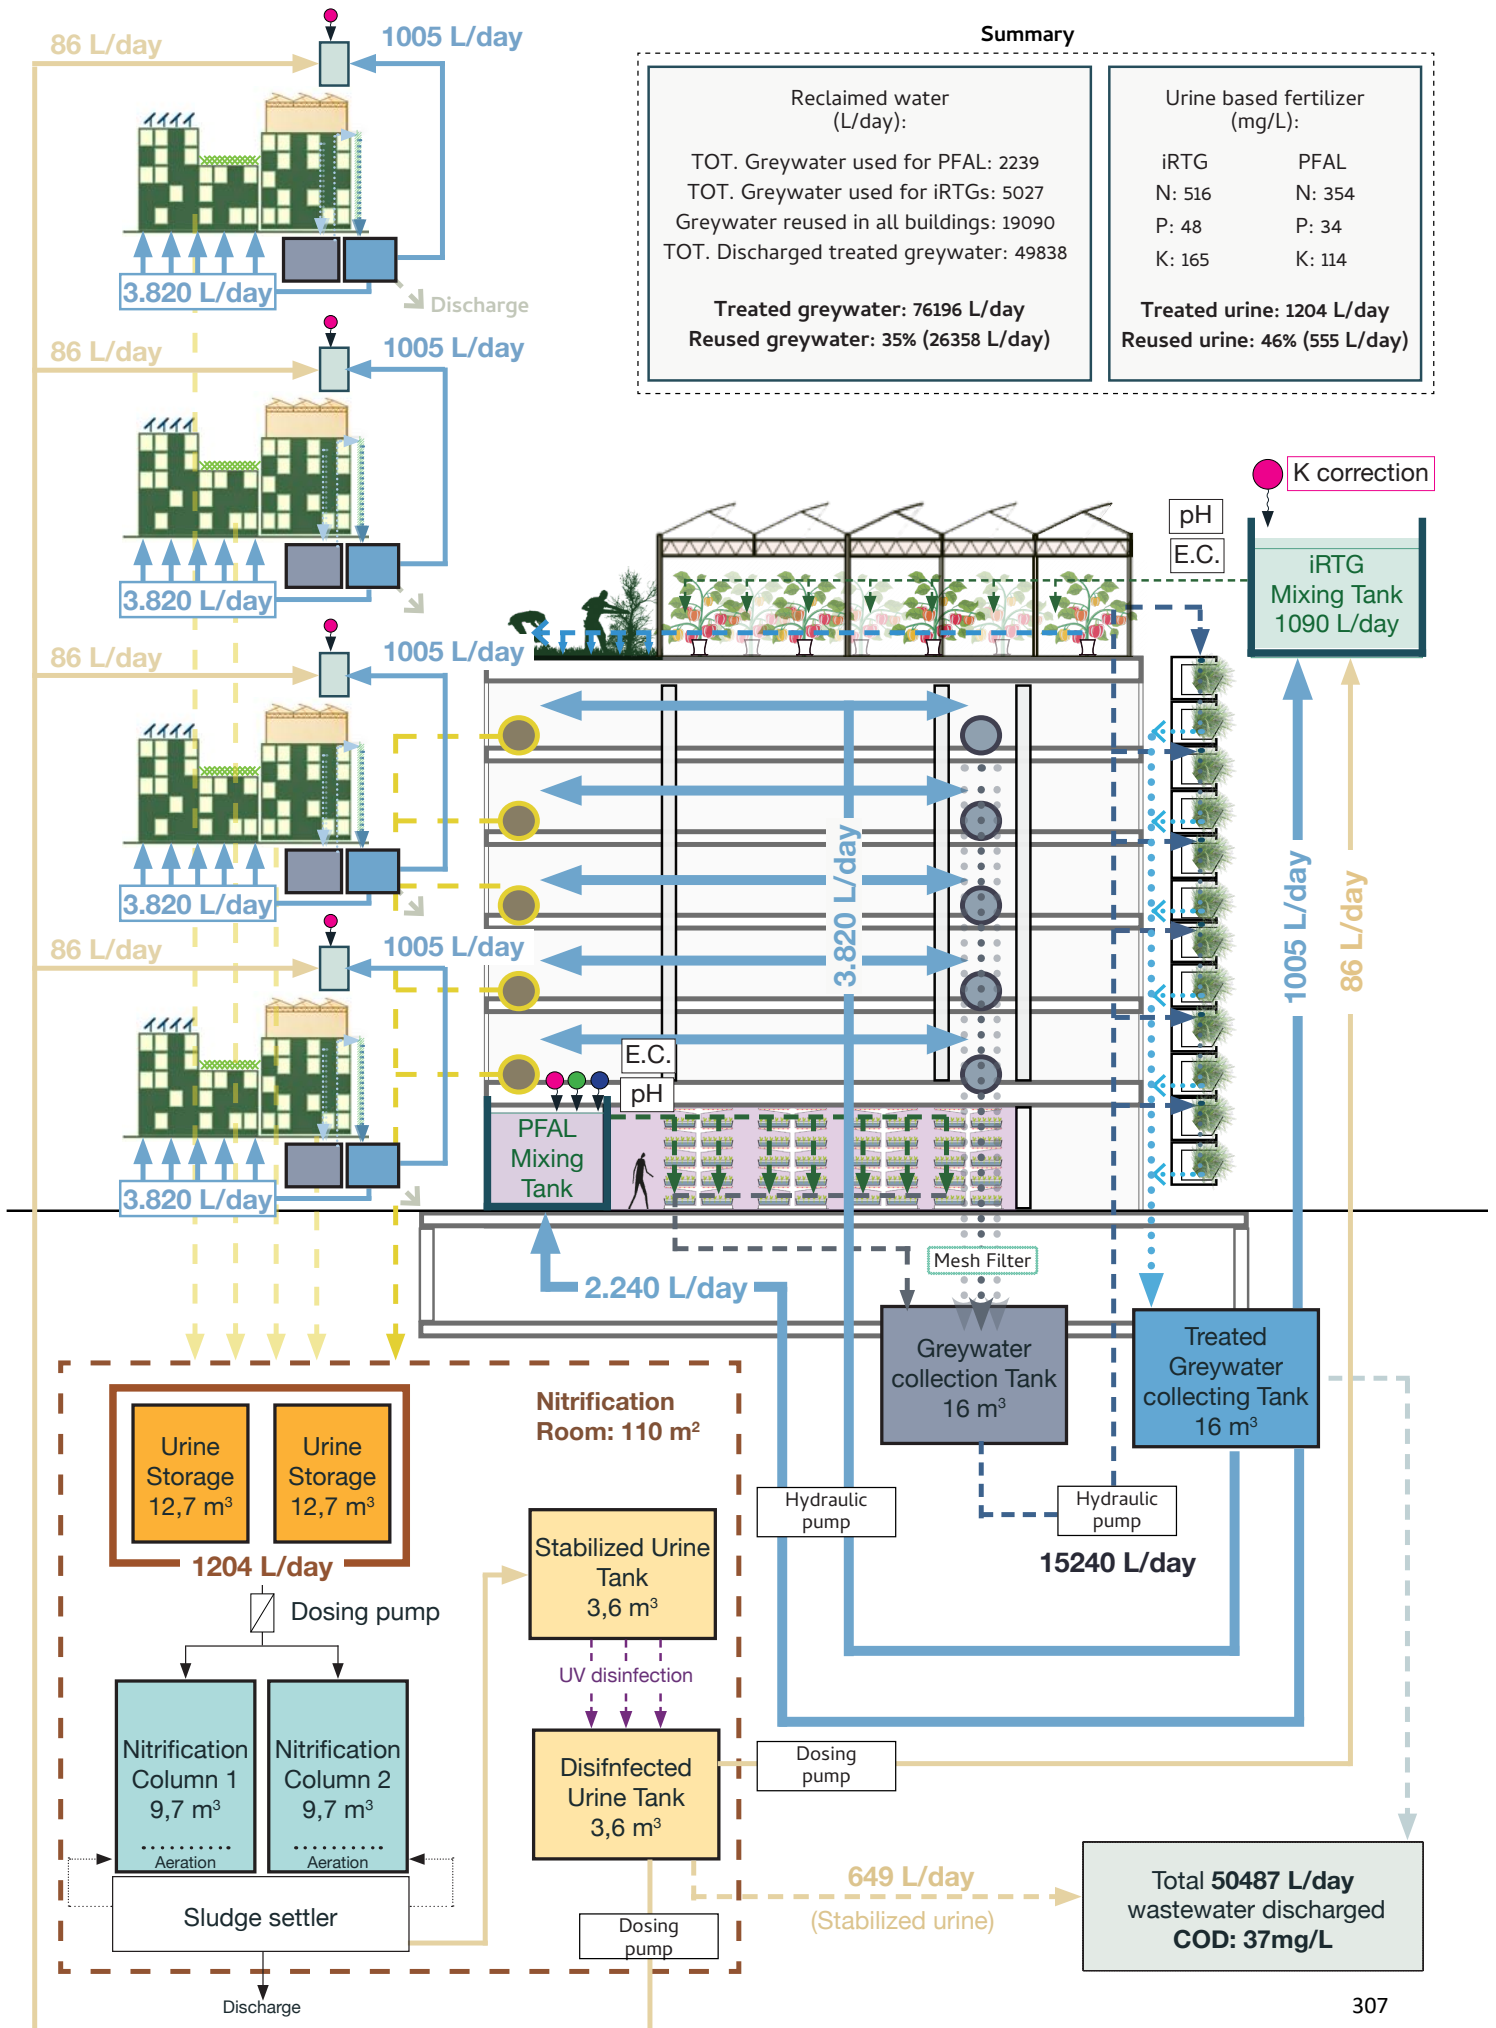 Summary
Reclaimed water
(L/day):
TOT. Greywater used for PFAL: 2239
TOT. Greywater used for iRTGs: 5027
Greywater reused in all buildings: 19090
TOT. Discharged treated greywater: 49838
Treated greywater: 76196 L/day
Reused greywater: 35% (26358 L/day)
Urine based fertilizer
(mg/L):
iRTG PFAL
N: 516 N: 354
P: 48 P: 34
K: 165 K: 114
Treated urine: 1204 L/day
Reused urine: 46% (555 L/day)
86 L/day
1005 L/day
3.820 L/day
Discharge
86 L/day
1005 L/day
3.820 L/day
86 L/day
1005 L/day
3.820 L/day
86 L/day
1005 L/day
3.820 L/day
K correction
pH
E.C.
iRTG
Mixing Tank
1090 L/day
3.820 L/day
1005 L/day
86 L/day
E.C.
pH
PFAL
Mixing
Tank
2.240 L/day
Mesh Filter
Greywater
collection Tank
16 m³
Treated
Greywater
collecting Tank
16 m³
Hydraulic
pump
Hydraulic
pump
15240 L/day
Nitrification
Room: 110 m²
Urine
Storage
12,7 m³
Urine
Storage
12,7 m³
1204 L/day
Dosing pump
Stabilized Urine
Tank
3,6 m³
UV disinfection
Nitrification
Column 1
9,7 m³
Aeration
Nitrification
Column 2
9,7 m³
Aeration
Disifnfected
Urine Tank
3,6 m³
Dosing
pump
Sludge settler
Discharge
Dosing
pump
649 L/day
(Stabilized urine)
Total 50487 L/day
wastewater discharged
COD: 37mg/L
307